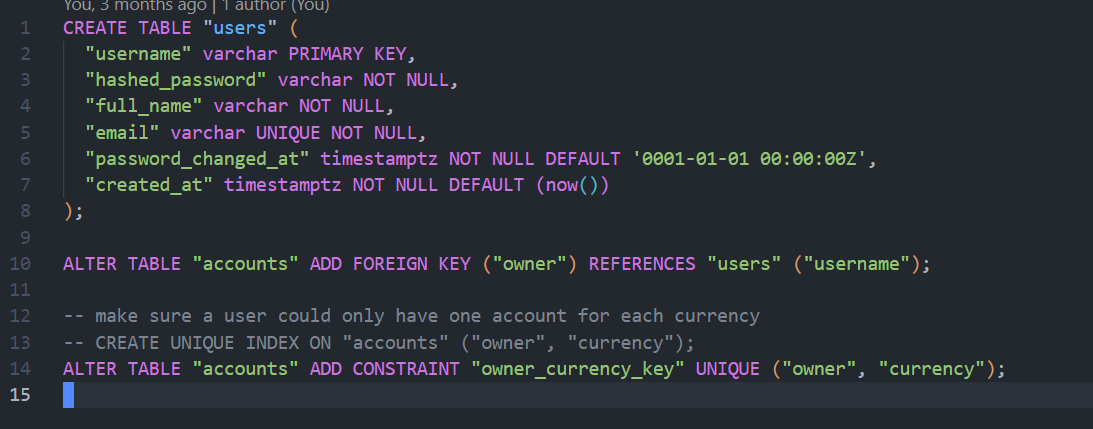 You, 3 months ago | 1 author (You)
1 CREATE TABLE "users" (
2 "username" varchar PRIMARY KEY,
3 "hashed_password" varchar NOT NULL,
4 "full_name" varchar NOT NULL,
5 "email" varchar UNIQUE NOT NULL,
6 "password_changed_at" timestamptz NOT NULL DEFAULT '0001-01-01 00:00:00Z',
7 "created_at" timestamptz NOT NULL DEFAULT (now())
8 );
9
10 ALTER TABLE "accounts" ADD FOREIGN KEY ("owner") REFERENCES "users" ("username");
11
12 -- make sure a user could only have one account for each currency
13 -- CREATE UNIQUE INDEX ON "accounts" ("owner", "currency");
14 ALTER TABLE "accounts" ADD CONSTRAINT "owner_currency_key" UNIQUE ("owner", "currency");
15